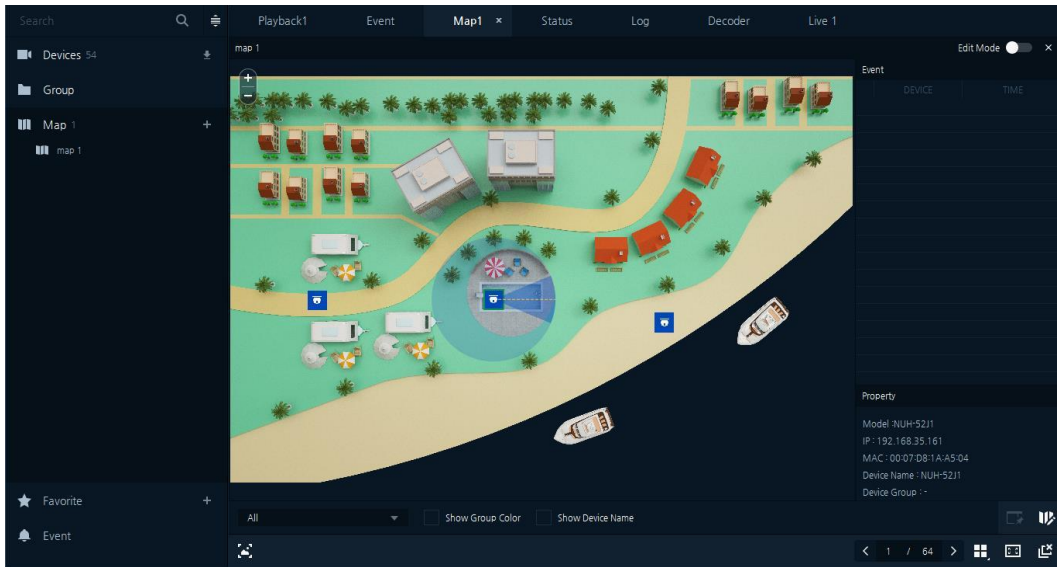 Search
Playback1 Event Map1 × Status Log Decoder Live 1
Devices 54
Group
Map 1 +
map 1
Favorite +
Event
map 1
Edit Mode ×
+
−
Event
DEVICE TIME
Property
Model :NUH-52J1
IP : 192.168.35.161
MAC : 00:07:D8:1A:A5:04
Device Name : NUH-52J1
Device Group : -
All Show Group Color Show Device Name
< 1 / 64 >